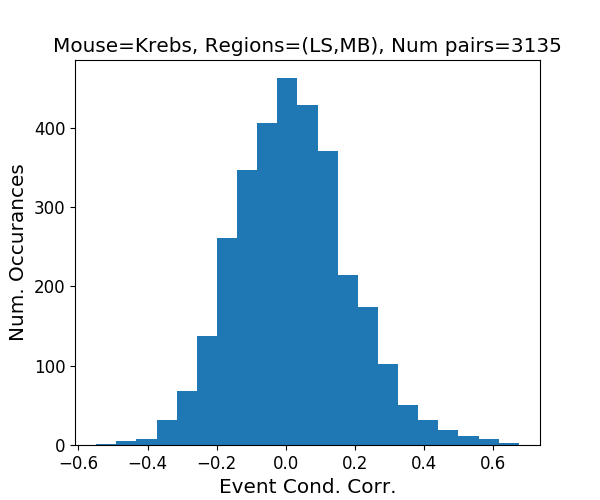 Mouse=Krebs, Regions=(LS,MB), Num pairs=3135
Num. Occurances
400
300
200
100
0
−0.6 −0.4 −0.2 0.0 0.2 0.4 0.6
Event Cond. Corr.